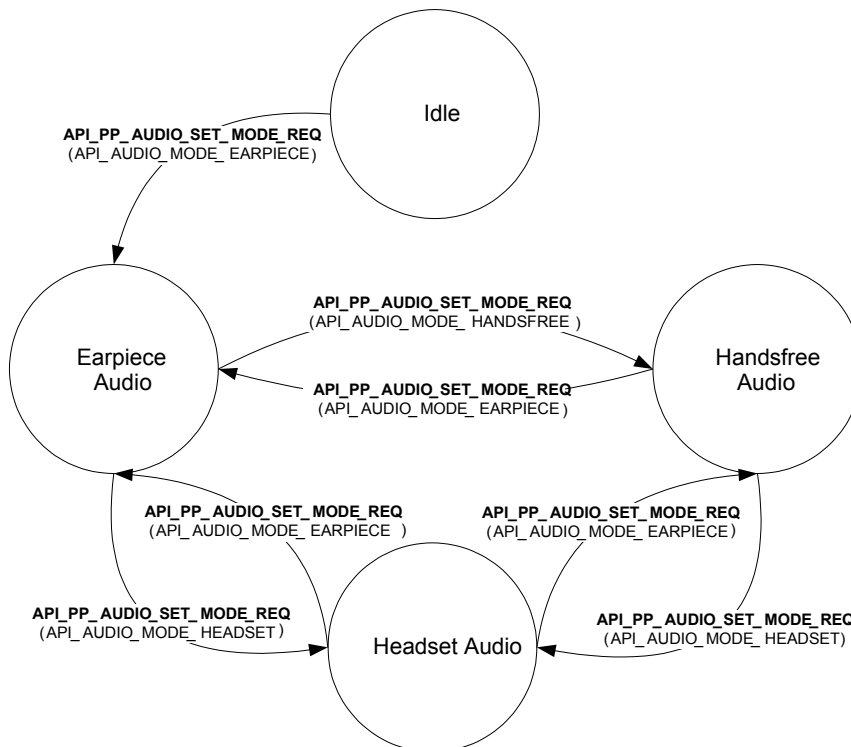 Idle
API_PP_AUDIO_SET_MODE_REQ
(API_AUDIO_MODE_EARPIECE)
API_PP_AUDIO_SET_MODE_REQ
(API_AUDIO_MODE_HANDSFREE)
Earpiece
Audio
Handsfree
Audio
API_PP_AUDIO_SET_MODE_REQ
(API_AUDIO_MODE_EARPIECE)
API_PP_AUDIO_SET_MODE_REQ
(API_AUDIO_MODE_EARPIECE)
API_PP_AUDIO_SET_MODE_REQ
(API_AUDIO_MODE_EARPIECE)
API_PP_AUDIO_SET_MODE_REQ
(API_AUDIO_MODE_HEADSET)
Headset Audio
API_PP_AUDIO_SET_MODE_REQ
(API_AUDIO_MODE_HEADSET)